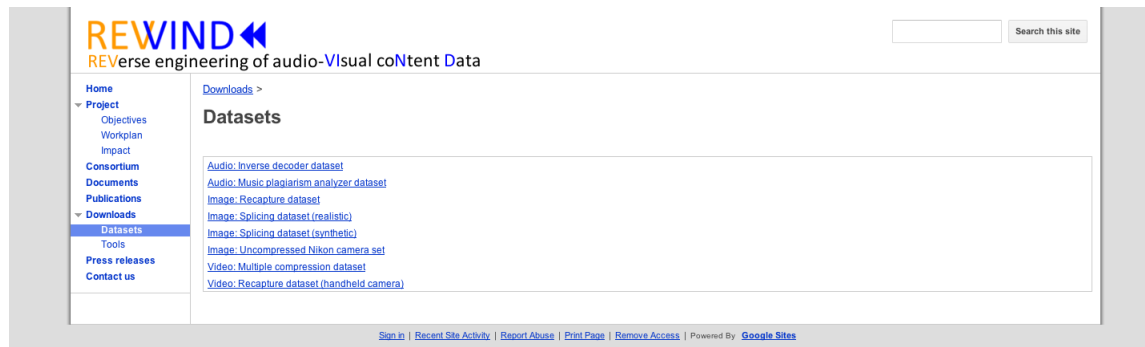 REWIND
REVerse engineering of audio-VIsual coNtent Data
Search this site
Home
Project
Objectives
Workplan
Impact
Consortium
Documents
Publications
Downloads
Datasets
Tools
Press releases
Contact us
Downloads >
Datasets
Audio: Inverse decoder dataset
Audio: Music plagiarism analyzer dataset
Image: Recapture dataset
Image: Splicing dataset (realistic)
Image: Splicing dataset (synthetic)
Image: Uncompressed Nikon camera set
Video: Multiple compression dataset
Video: Recapture dataset (handheld camera)
Sign in | Recent Site Activity | Report Abuse | Print Page | Remove Access | Powered By Google Sites